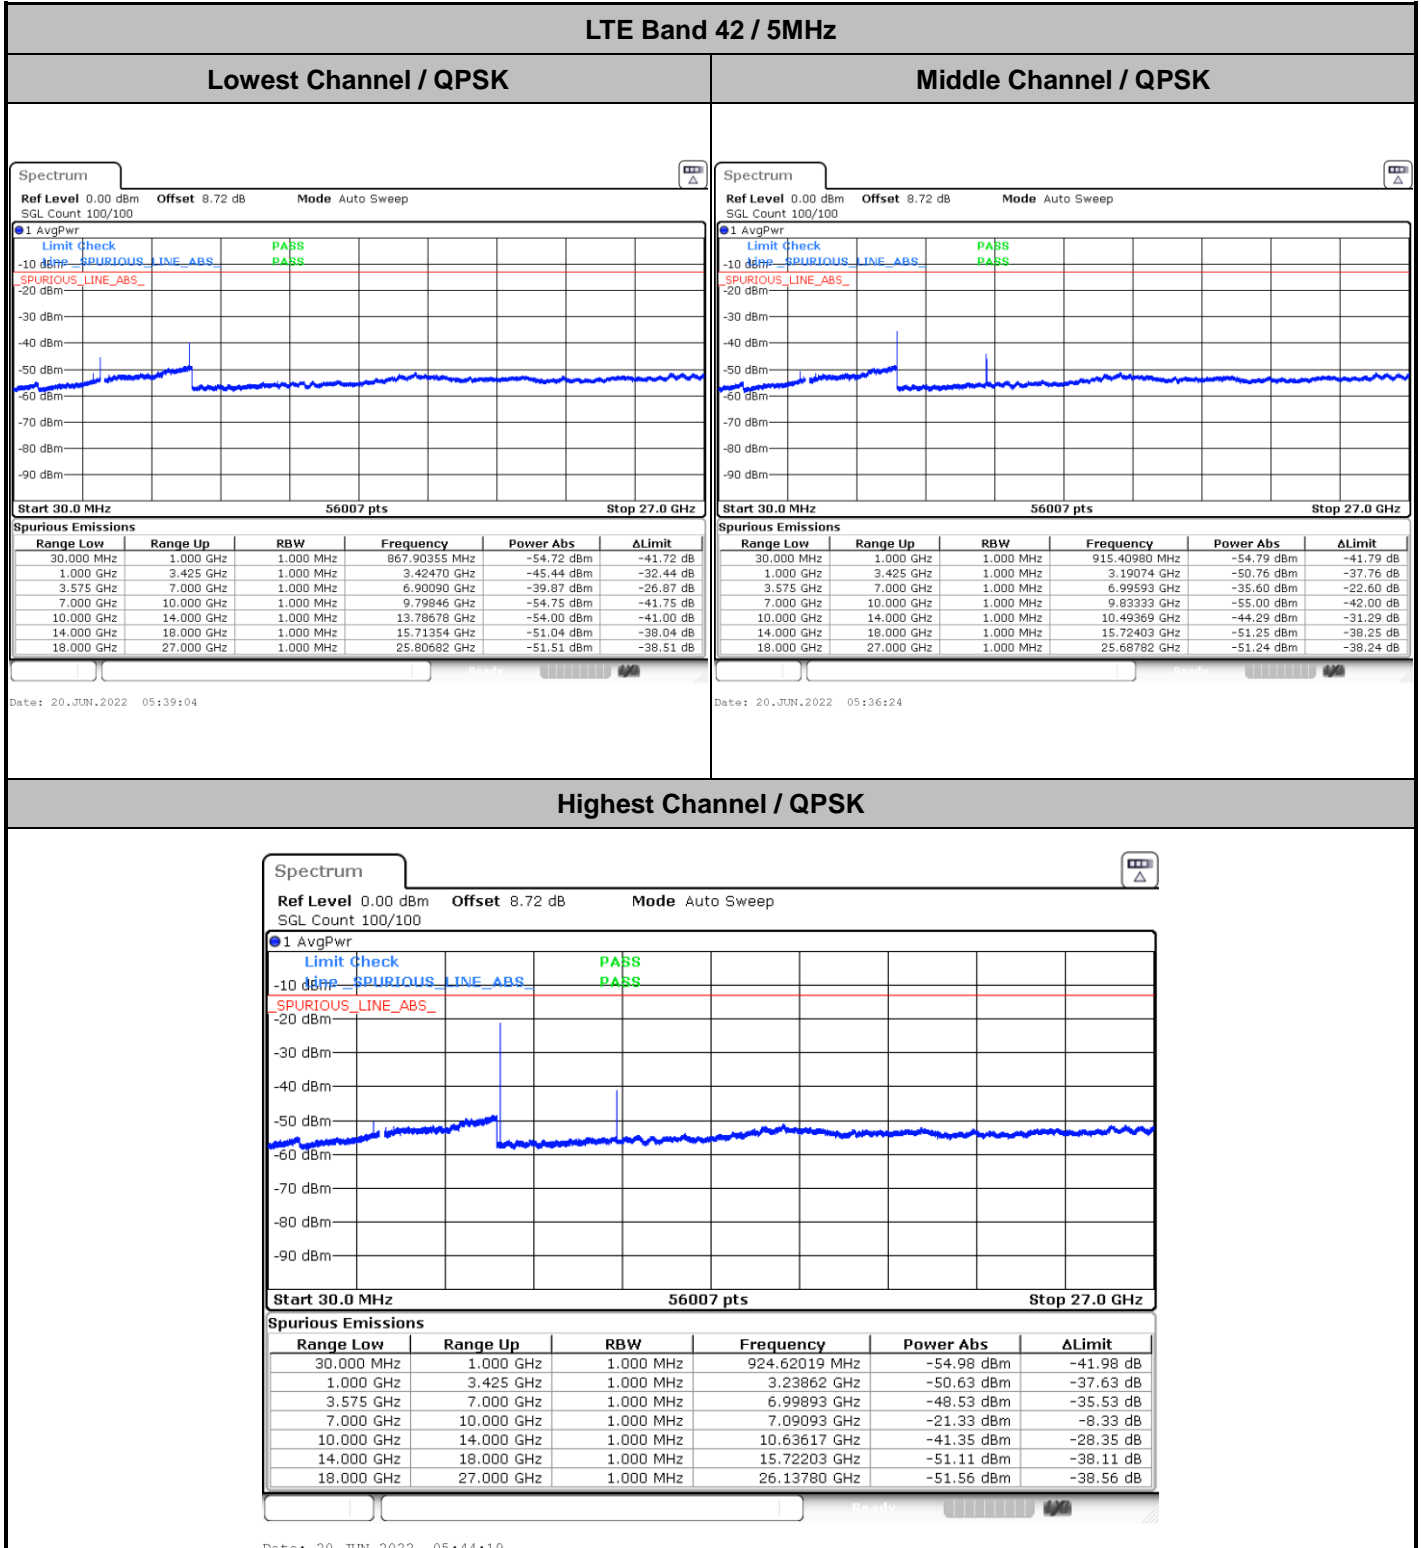 LTE Band 42 / 5MHz
Lowest Channel / QPSK
Middle Channel / QPSK
Spectrum
Ref Level 0.00 dBm Offset 8.72 dB Mode Auto Sweep
SGL Count 100/100
1 AvgPwr
Limit Check PASS
Line _SPURIOUS_LINE_ABS_ PASS
-10 dBm
_SPURIOUS_LINE_ABS_
-20 dBm
-30 dBm
-40 dBm
-50 dBm
-60 dBm
-70 dBm
-80 dBm
-90 dBm
Start 30.0 MHz 56007 pts Stop 27.0 GHz
Spurious Emissions
Range Low Range Up RBW Frequency Power Abs ΔLimit
30.000 MHz 1.000 GHz 1.000 MHz 867.90355 MHz -54.72 dBm -41.72 dB
1.000 GHz 3.425 GHz 1.000 MHz 3.42470 GHz -45.44 dBm -32.44 dB
3.575 GHz 7.000 GHz 1.000 MHz 6.90090 GHz -39.87 dBm -26.87 dB
7.000 GHz 10.000 GHz 1.000 MHz 9.79846 GHz -54.75 dBm -41.75 dB
10.000 GHz 14.000 GHz 1.000 MHz 13.78678 GHz -54.00 dBm -41.00 dB
14.000 GHz 18.000 GHz 1.000 MHz 15.71354 GHz -51.04 dBm -38.04 dB
18.000 GHz 27.000 GHz 1.000 MHz 25.80682 GHz -51.51 dBm -38.51 dB
Ready
Date: 20.JUN.2022 05:39:04
Spectrum
Ref Level 0.00 dBm Offset 8.72 dB Mode Auto Sweep
SGL Count 100/100
1 AvgPwr
Limit Check PASS
Line _SPURIOUS_LINE_ABS_ PASS
-10 dBm
_SPURIOUS_LINE_ABS_
-20 dBm
-30 dBm
-40 dBm
-50 dBm
-60 dBm
-70 dBm
-80 dBm
-90 dBm
Start 30.0 MHz 56007 pts Stop 27.0 GHz
Spurious Emissions
Range Low Range Up RBW Frequency Power Abs ΔLimit
30.000 MHz 1.000 GHz 1.000 MHz 915.40980 MHz -54.79 dBm -41.79 dB
1.000 GHz 3.425 GHz 1.000 MHz 3.19074 GHz -50.76 dBm -37.76 dB
3.575 GHz 7.000 GHz 1.000 MHz 6.99593 GHz -35.60 dBm -22.60 dB
7.000 GHz 10.000 GHz 1.000 MHz 9.83333 GHz -55.00 dBm -42.00 dB
10.000 GHz 14.000 GHz 1.000 MHz 10.49369 GHz -44.29 dBm -31.29 dB
14.000 GHz 18.000 GHz 1.000 MHz 15.72403 GHz -51.25 dBm -38.25 dB
18.000 GHz 27.000 GHz 1.000 MHz 25.68782 GHz -51.24 dBm -38.24 dB
Ready
Date: 20.JUN.2022 05:36:24
Highest Channel / QPSK
Spectrum
Ref Level 0.00 dBm Offset 8.72 dB Mode Auto Sweep
SGL Count 100/100
1 AvgPwr
Limit Check PASS
Line _SPURIOUS_LINE_ABS_ PASS
-10 dBm
_SPURIOUS_LINE_ABS_
-20 dBm
-30 dBm
-40 dBm
-50 dBm
-60 dBm
-70 dBm
-80 dBm
-90 dBm
Start 30.0 MHz 56007 pts Stop 27.0 GHz
Spurious Emissions
Range Low Range Up RBW Frequency Power Abs ΔLimit
30.000 MHz 1.000 GHz 1.000 MHz 924.62019 MHz -54.98 dBm -41.98 dB
1.000 GHz 3.425 GHz 1.000 MHz 3.23862 GHz -50.63 dBm -37.63 dB
3.575 GHz 7.000 GHz 1.000 MHz 6.99893 GHz -48.53 dBm -35.53 dB
7.000 GHz 10.000 GHz 1.000 MHz 7.09093 GHz -21.33 dBm -8.33 dB
10.000 GHz 14.000 GHz 1.000 MHz 10.63617 GHz -41.35 dBm -28.35 dB
14.000 GHz 18.000 GHz 1.000 MHz 15.72203 GHz -51.11 dBm -38.11 dB
18.000 GHz 27.000 GHz 1.000 MHz 26.13780 GHz -51.56 dBm -38.56 dB
Ready
Date: 20.JUN.2022 05:44:19